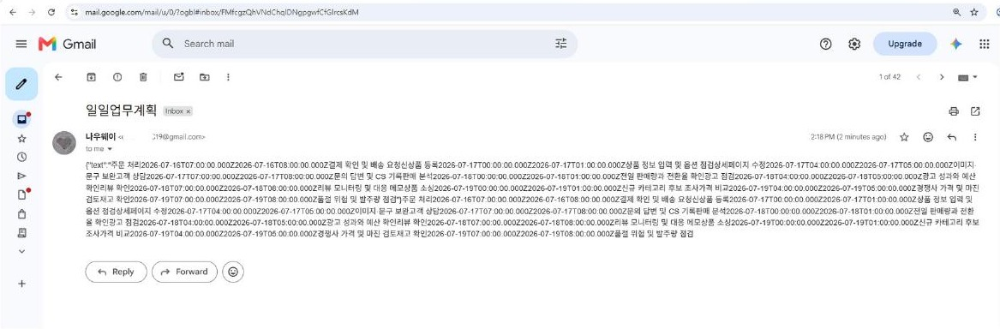 mail.google.com/mail/u/0/?ogbl#inbox/FMfcgzQhVNdChqlDNgpgwfCfGlrcsKdM
Gmail
Search mail
Upgrade
1 of 42
일일업무계획 Inbox ×
나우웨이 << :19@gmail.com>
2:18 PM (2 minutes ago)
to me
{"text":"주문 처리2026-07-16T07:00:00.000Z2026-07-16T08:00:00.000Z결제 확인 및 배송 요청신상품 등록2026-07-17T00:00:00.000Z2026-07-17T01:00:00.000Z상품 정보 입력 및 옵션 점검상세페이지 수정2026-07-17T04:00:00.000Z2026-07-17T05:00:00.000Z이미지·
문구 보완고객 상담2026-07-17T07:00:00.000Z2026-07-17T08:00:00.000Z문의 답변 및 CS 기록판매 분석2026-07-18T00:00:00.000Z2026-07-18T01:00:00.000Z전일 판매량과 전환율 확인광고 점검2026-07-18T04:00:00.000Z2026-07-18T05:00:00.000Z광고 성과와 예산
확인리뷰 확인2026-07-18T07:00:00.000Z2026-07-18T08:00:00.000Z리뷰 모니터링 및 대응 메모상품 소싱2026-07-19T00:00:00.000Z2026-07-19T01:00:00.000Z신규 카테고리 후보 조사가격 비교2026-07-19T04:00:00.000Z2026-07-19T05:00:00.000Z경쟁사 가격 및 마진
검토재고 확인2026-07-19T07:00:00.000Z2026-07-19T08:00:00.000Z품절 위험 및 발주량 점검"}주문 처리2026-07-16T07:00:00.000Z2026-07-16T08:00:00.000Z결제 확인 및 배송 요청신상품 등록2026-07-17T00:00:00.000Z2026-07-17T01:00:00.000Z상품 정보 입력 및
옵션 점검상세페이지 수정2026-07-17T04:00:00.000Z2026-07-17T05:00:00.000Z이미지·문구 보완고객 상담2026-07-17T07:00:00.000Z2026-07-17T08:00:00.000Z문의 답변 및 CS 기록판매 분석2026-07-18T00:00:00.000Z2026-07-18T01:00:00.000Z전일 판매량과 전환
율 확인광고 점검2026-07-18T04:00:00.000Z2026-07-18T05:00:00.000Z광고 성과와 예산 확인리뷰 확인2026-07-18T07:00:00.000Z2026-07-18T08:00:00.000Z리뷰 모니터링 및 대응 메모상품 소싱2026-07-19T00:00:00.000Z2026-07-19T01:00:00.000Z신규 카테고리 후보
조사가격 비교2026-07-19T04:00:00.000Z2026-07-19T05:00:00.000Z경쟁사 가격 및 마진 검토재고 확인2026-07-19T07:00:00.000Z2026-07-19T08:00:00.000Z품절 위험 및 발주량 점검
Reply
Forward